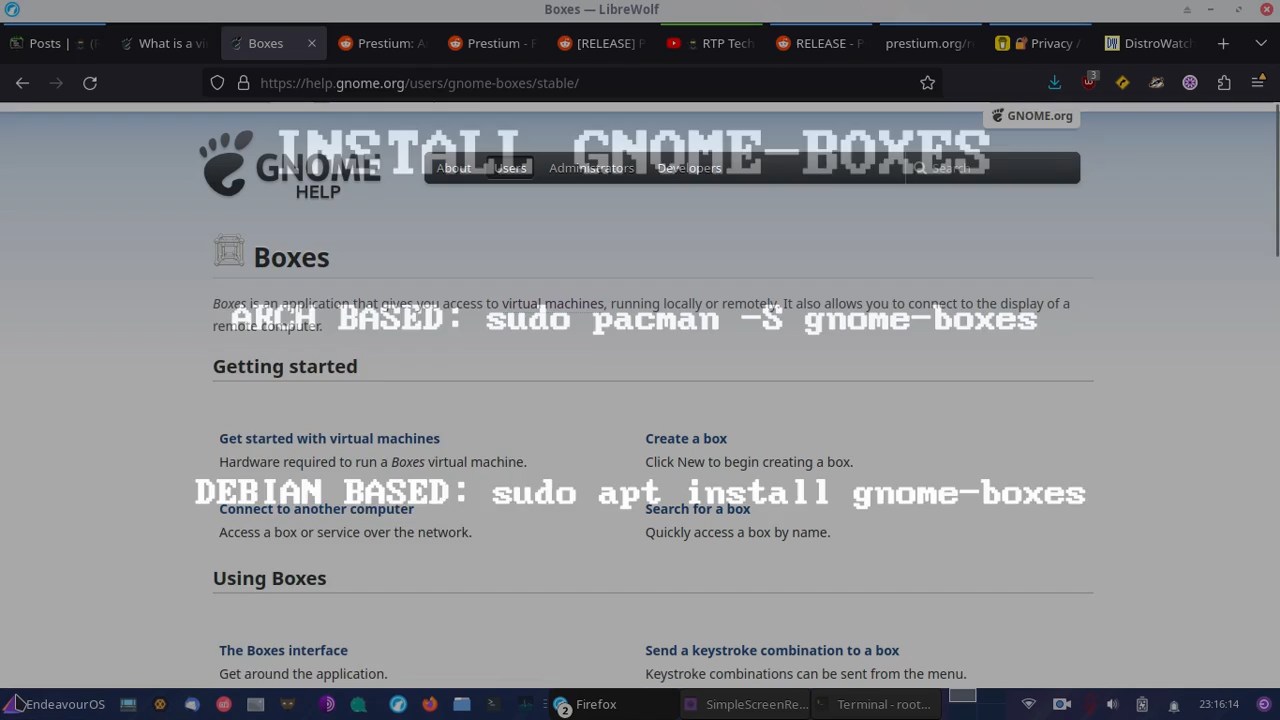 Boxes — LibreWolf
Posts | (R
What is a vi
Boxes
Prestium: A
Prestium - F
[RELEASE] P
RTP Tech
RELEASE - P
prestium.org/re
Privacy /
DistroWatc
https://help.gnome.org/users/gnome-boxes/stable/
3
GNOME.org
INSTALL GNOME-BOXES
GNOME
HELP
About Users Administrators Developers Search
Boxes
Boxes is an application that gives you access to virtual machines, running locally or remotely. It also allows you to connect to the display of a
remote computer.
ARCH BASED: sudo pacman -S gnome-boxes
Getting started
Get started with virtual machines
Hardware required to run a Boxes virtual machine.
Create a box
Click New to begin creating a box.
DEBIAN BASED: sudo apt install gnome-boxes
Connect to another computer
Access a box or service over the network.
Search for a box
Quickly access a box by name.
Using Boxes
The Boxes interface
Get around the application.
Send a keystroke combination to a box
Keystroke combinations can be sent from the menu.
EndeavourOS
2
Firefox
SimpleScreenRe...
Terminal - root...
23:16:14